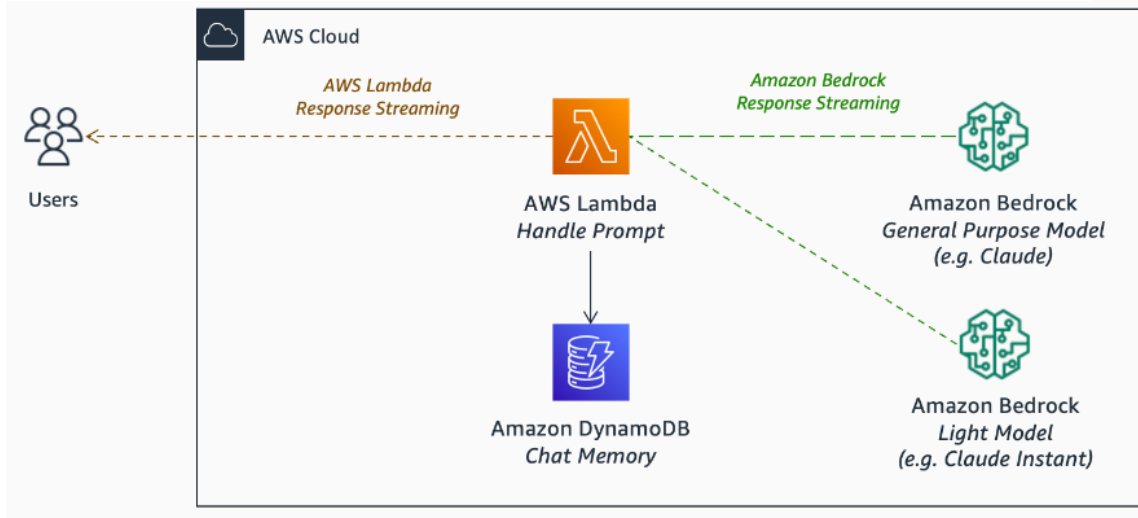 AWS Cloud
AWS Lambda
Response Streaming
Amazon Bedrock
Response Streaming
Users
AWS Lambda
Handle Prompt
Amazon Bedrock
General Purpose Model
(e.g. Claude)
Amazon DynamoDB
Chat Memory
Amazon Bedrock
Light Model
(e.g. Claude Instant)